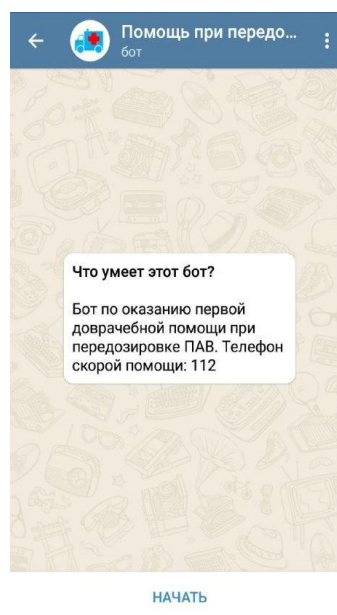 Помощь при передо...
бот
Что умеет этот бот?
Бот по оказанию первой
доврачебной помощи при
передозировке ПАВ. Телефон
скорой помощи: 112
НАЧАТЬ